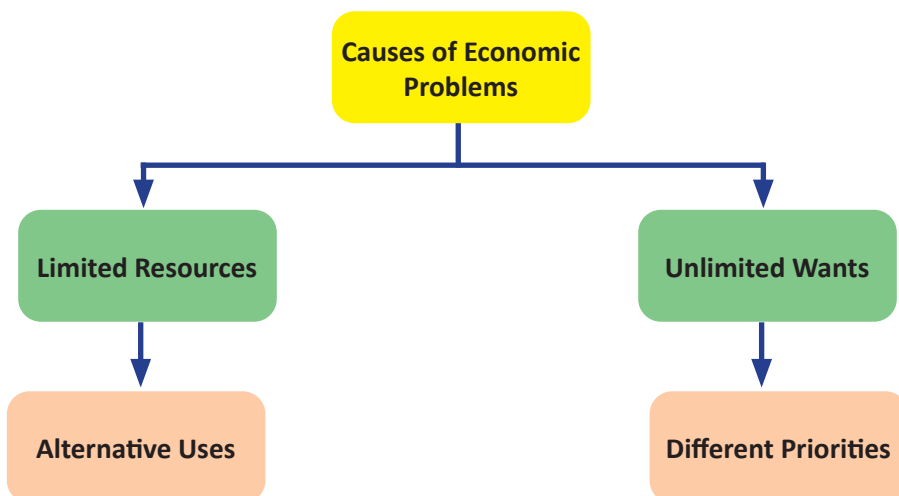 Causes of Economic
Problems
Limited Resources
Unlimited Wants
Alternative Uses
Different Priorities